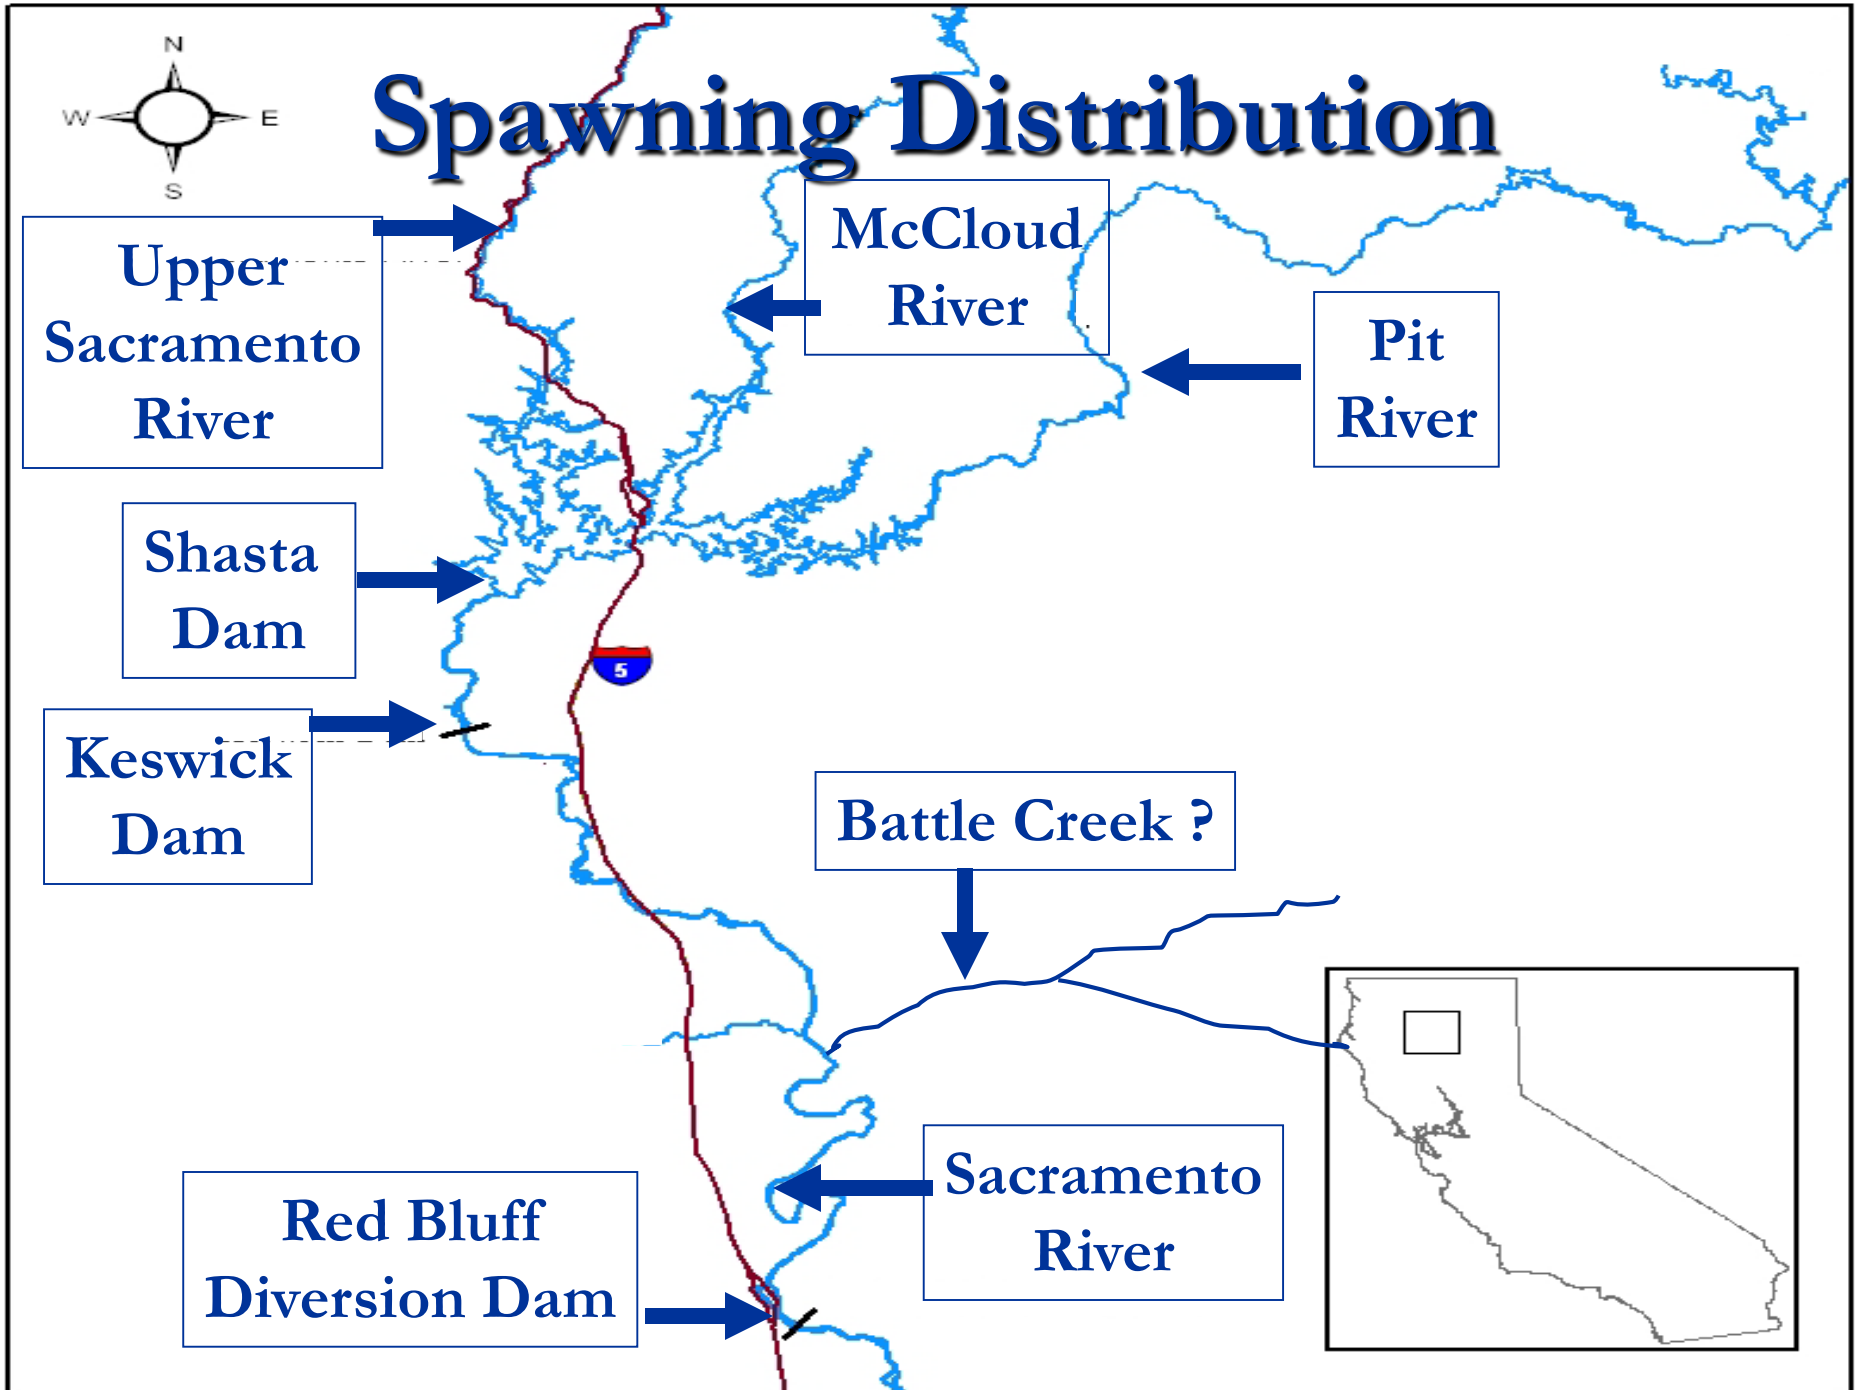 N
W E
S
Spawning Distribution
Upper
Sacramento
River
McCloud
River
Pit
River
Shasta
Dam
5
Keswick
Dam
Battle Creek ?
Sacramento
River
Red Bluff
Diversion Dam